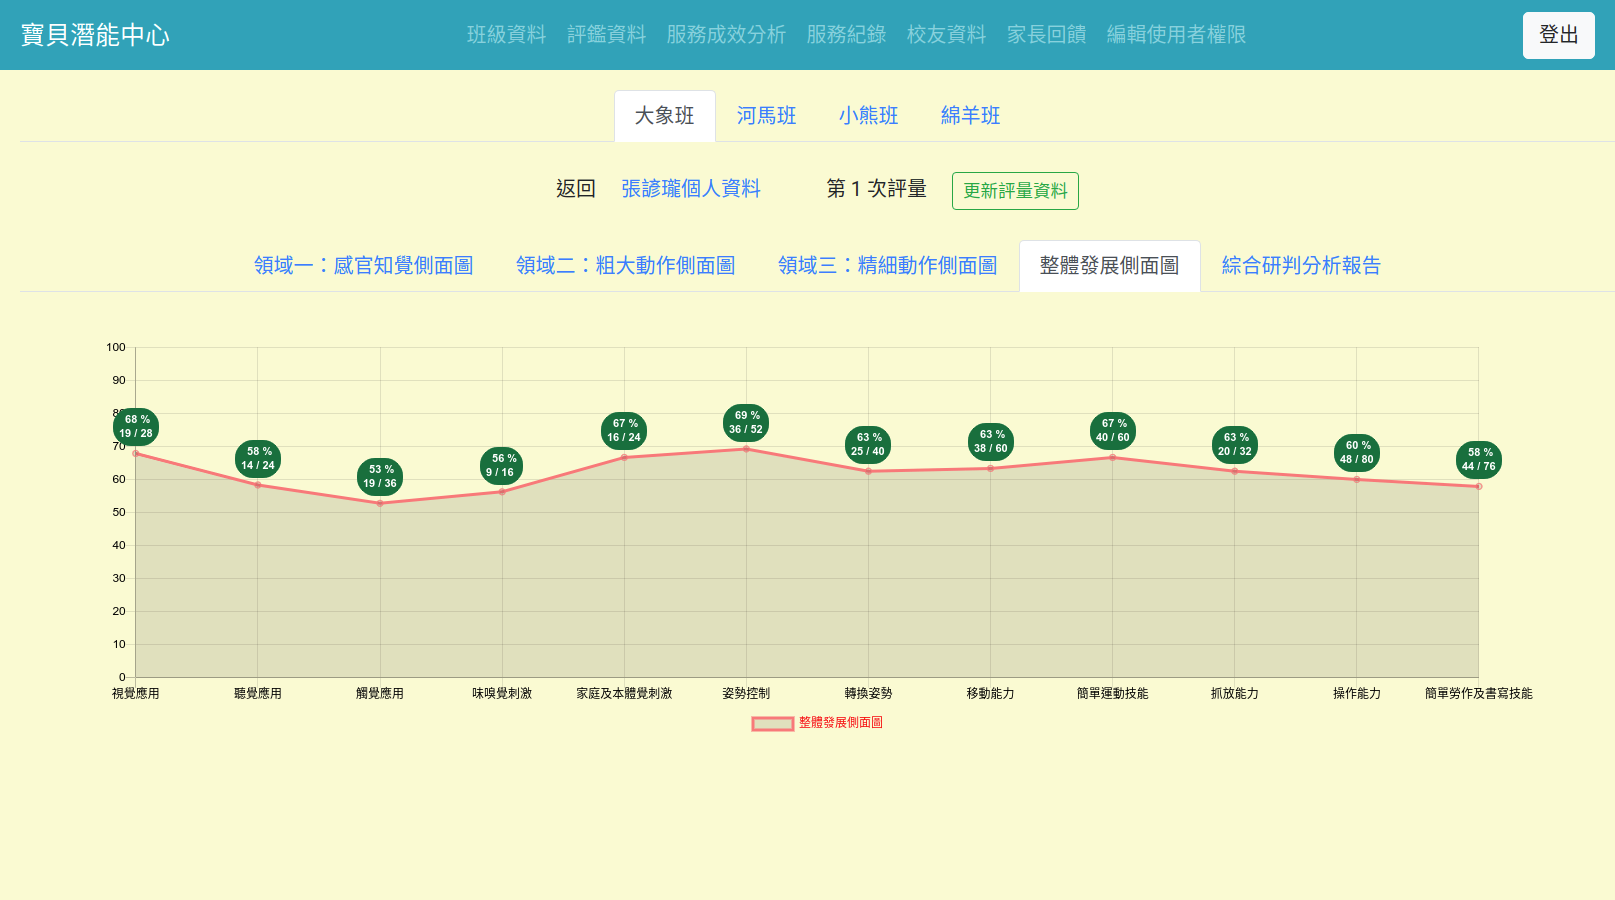 寶貝潛能中心 班級資料 評鑑資料 服務成效分析 服務紀錄 校友資料 家長回饋 編輯使用者權限 登出
大象班 河馬班 小熊班 綿羊班
返回 張諺瓏個人資料 第 1 次評量 更新評量資料
領域一：感官知覺側面圖 領域二：粗大動作側面圖 領域三：精細動作側面圖 整體發展側面圖 綜合研判分析報告
100
90
80
70
60
50
40
30
20
10
0
68 %
19 / 28
58 %
14 / 24
53 %
19 / 36
56 %
9 / 16
67 %
16 / 24
69 %
36 / 52
63 %
25 / 40
63 %
38 / 60
67 %
40 / 60
63 %
20 / 32
60 %
48 / 80
58 %
44 / 76
視覺應用 聽覺應用 觸覺應用 味嗅覺刺激 家庭及本體覺刺激 姿勢控制 轉換姿勢 移動能力 簡單運動技能 抓放能力 操作能力 簡單勞作及書寫技能
整體發展側面圖